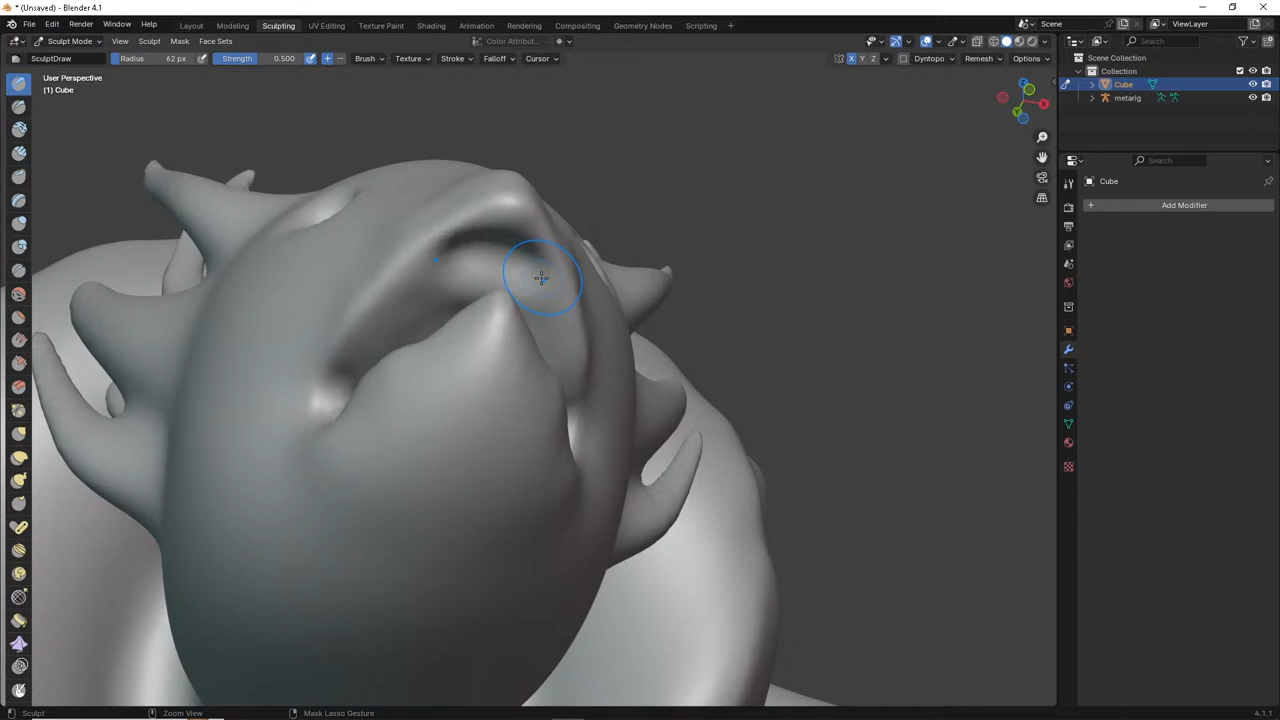 * (Unsaved) - Blender 4.1
File Edit Render Window Help Layout Modeling Sculpting UV Editing Texture Paint Shading Animation Rendering Compositing Geometry Nodes Scripting + Scene ViewLayer
Sculpt Mode View Sculpt Mask Face Sets Color Attribut... Search
SculptDraw Radius 62 px Strength 0.500 Brush Texture Stroke Falloff Cursor X Y Z Dyntopo Remesh Options
Scene Collection
Collection
Cube
metarig
User Perspective
(1) Cube
Z
X
Y
Search
Cube
Add Modifier
Sculpt Zoom View Mask Lasso Gesture 4.1.1